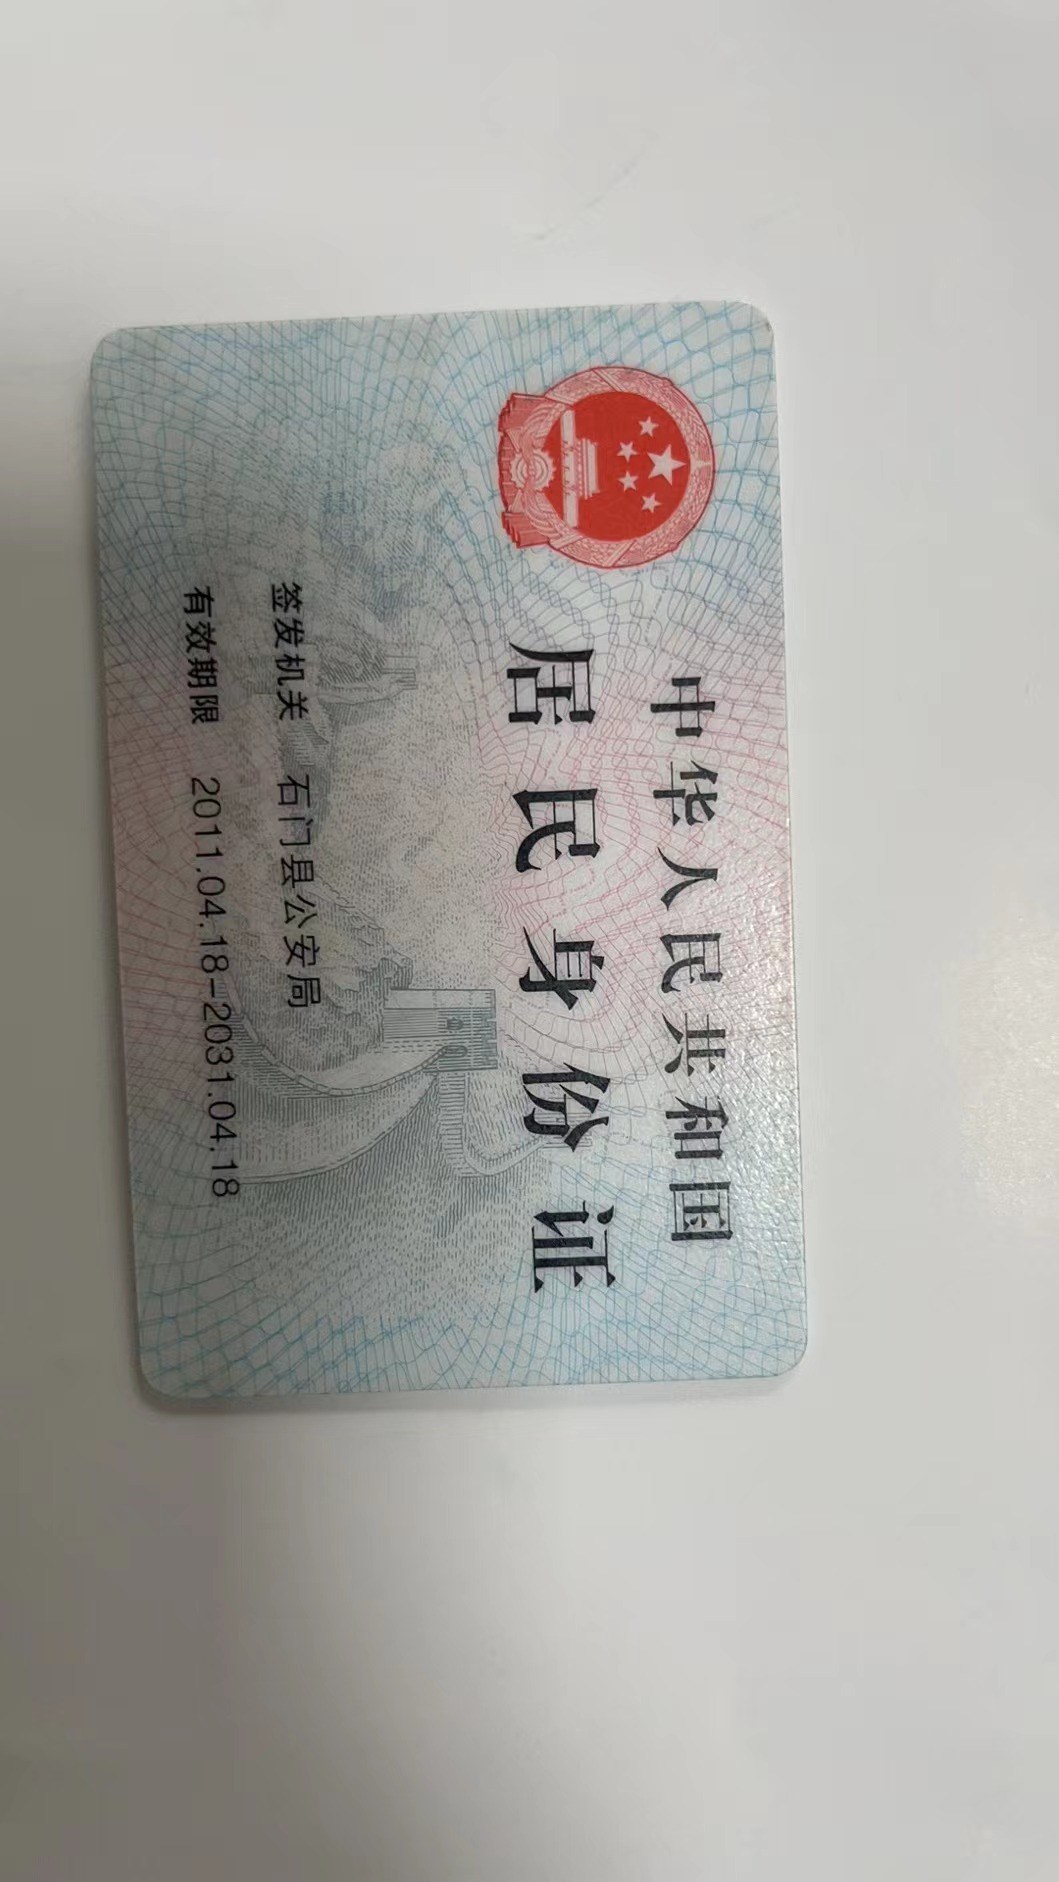 中华人民共和国
居民身份证
签发机关 石门县公安局
有效期限 2011.04.18-2031.04.18